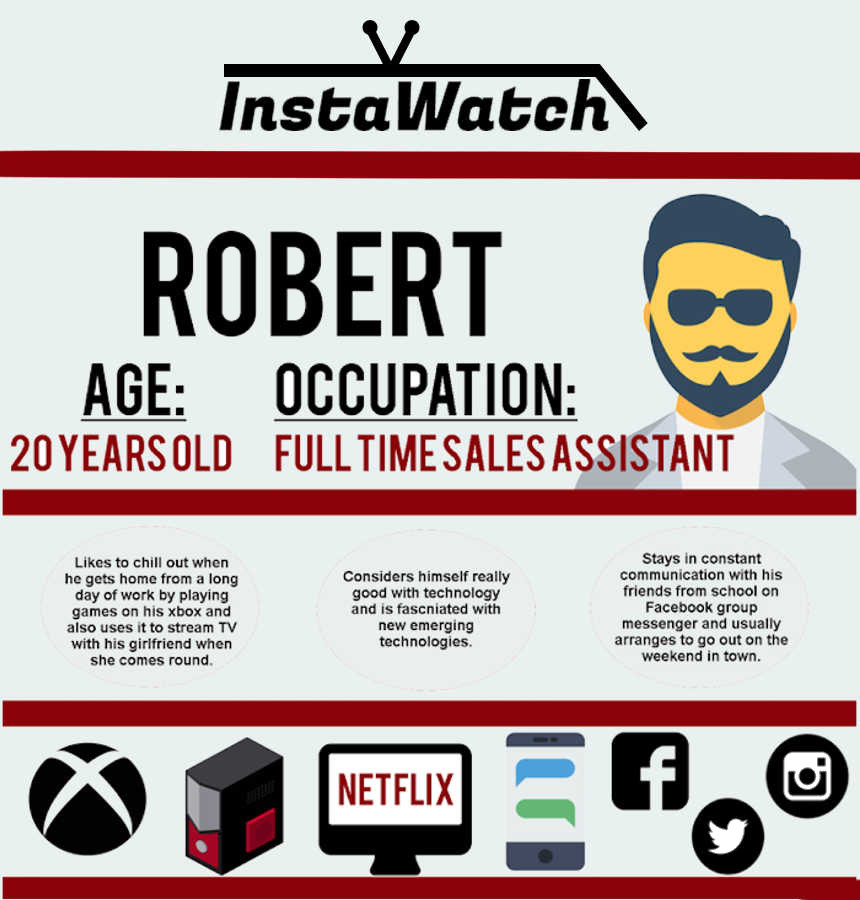 InstaWatch
ROBERT
AGE:
20 YEARS OLD
OCCUPATION:
FULL TIME SALES ASSISTANT
Likes to chill out when
he gets home from a long
day of work by playing
games on his xbox and
also uses it to stream TV
with his girlfriend when
she comes round.
Considers himself really
good with technology
and is fascniated with
new emerging
technologies.
Stays in constant
communication with his
friends from school on
Facebook group
messenger and usually
arranges to go out on the
weekend in town.
NETFLIX